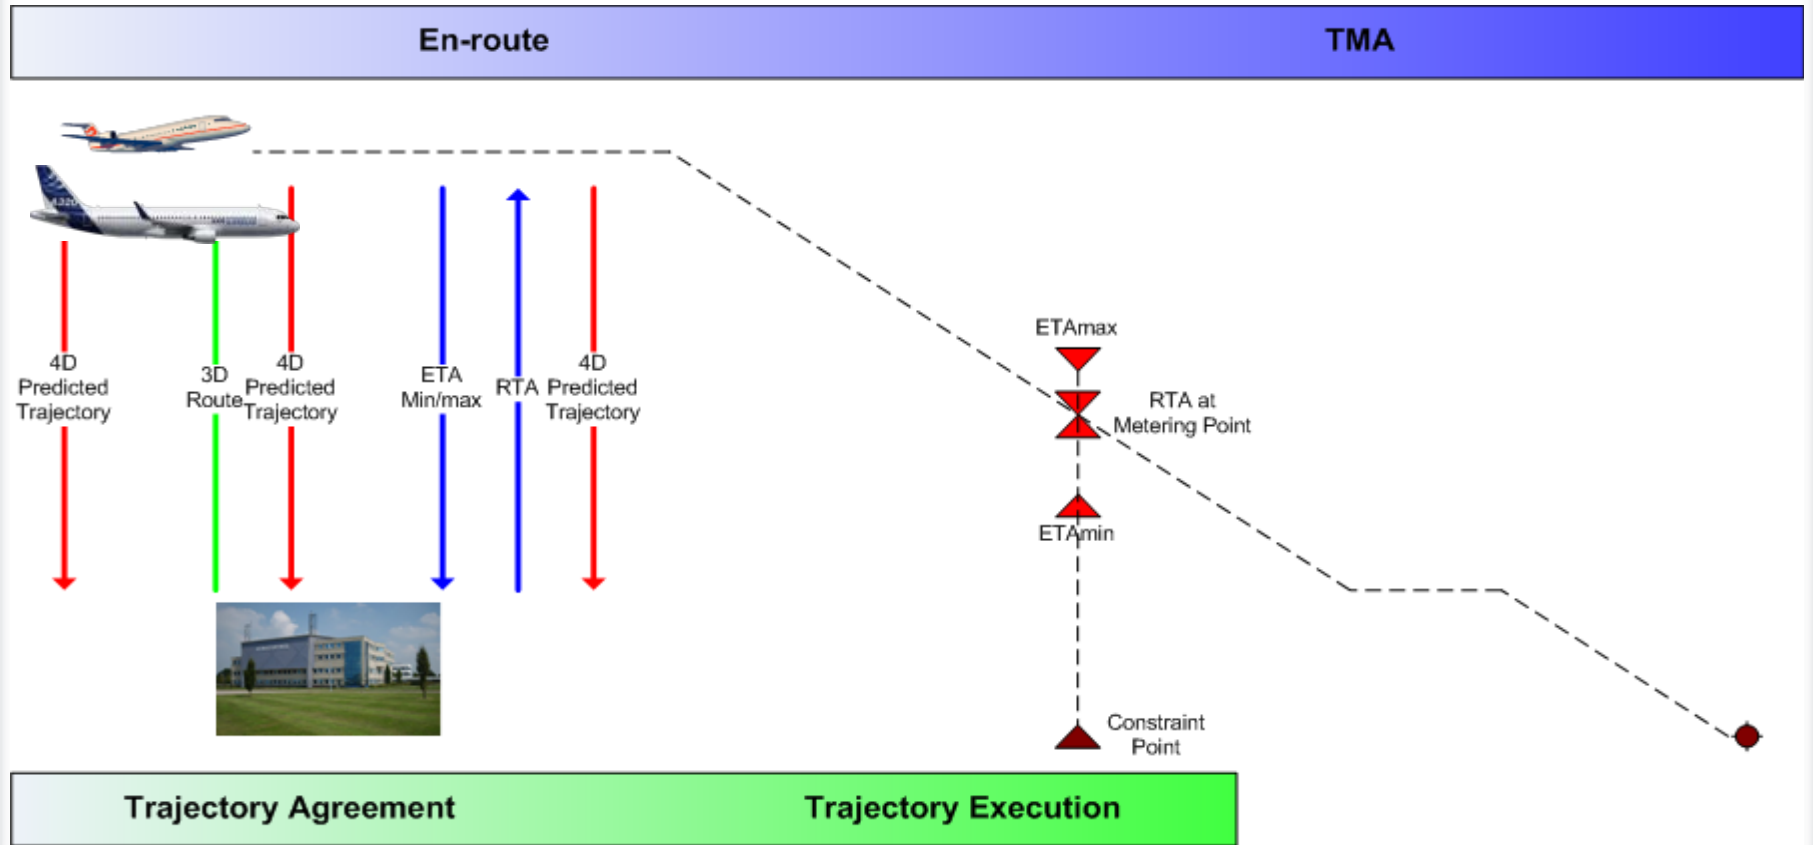 En-route
TMA
A320
4D
Predicted
Trajectory
3D
Route
4D
Predicted
Trajectory
ETA
Min/max
RTA
4D
Predicted
Trajectory
ETAmax
RTA at
Metering Point
ETAmin
Constraint
Point
Trajectory Agreement
Trajectory Execution